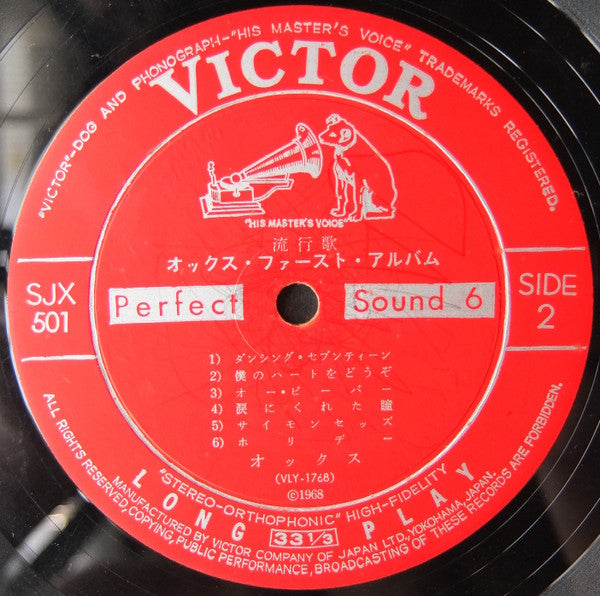 "VICTOR"-DOG AND PHONOGRAPH-"HIS MASTER'S VOICE" TRADEMARKS REGISTERED.
VICTOR
"HIS MASTER'S VOICE"
流行歌
オックス・ファースト・アルバム
SJX
501
Perfect Sound 6
SIDE
2
1) ダンシング・セブンティーン
2) 僕のハートをどうぞ
3) オー・ビーバー
4) 涙にくれた瞳
5) サイモンセッズ
6) ホリデー
オックス
(VLY-1768)
©1968
"STEREO-ORTHOPHONIC" HIGH-FIDELITY
LONG 33 1/3 PLAY
MANUFACTURED BY VICTOR COMPANY OF JAPAN LTD., YOKOHAMA, JAPAN.
ALL RIGHTS RESERVED, COPYING, PUBLIC PERFORMANCE, BROADCASTING OF THESE RECORDS ARE FORBIDDEN.